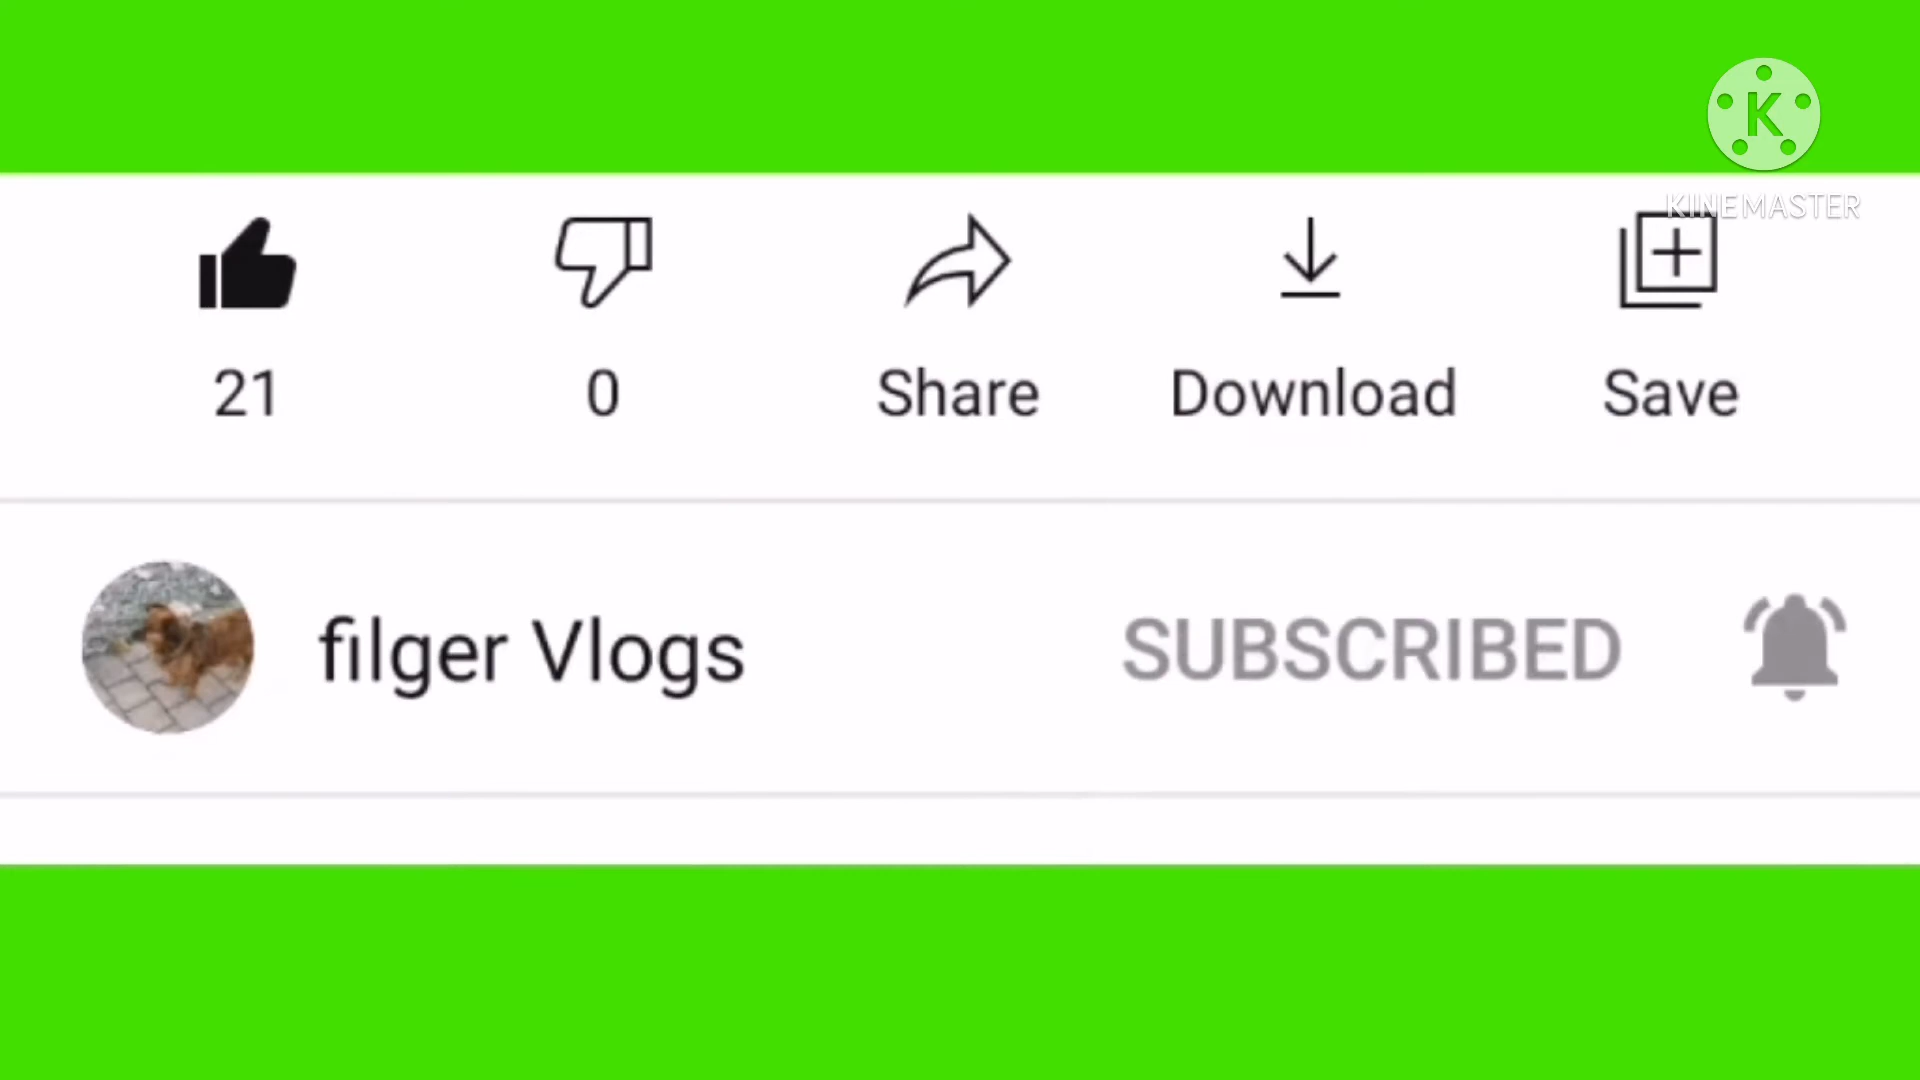 K
KINEMASTER
21
0
Share
Download
Save
filger Vlogs
SUBSCRIBED